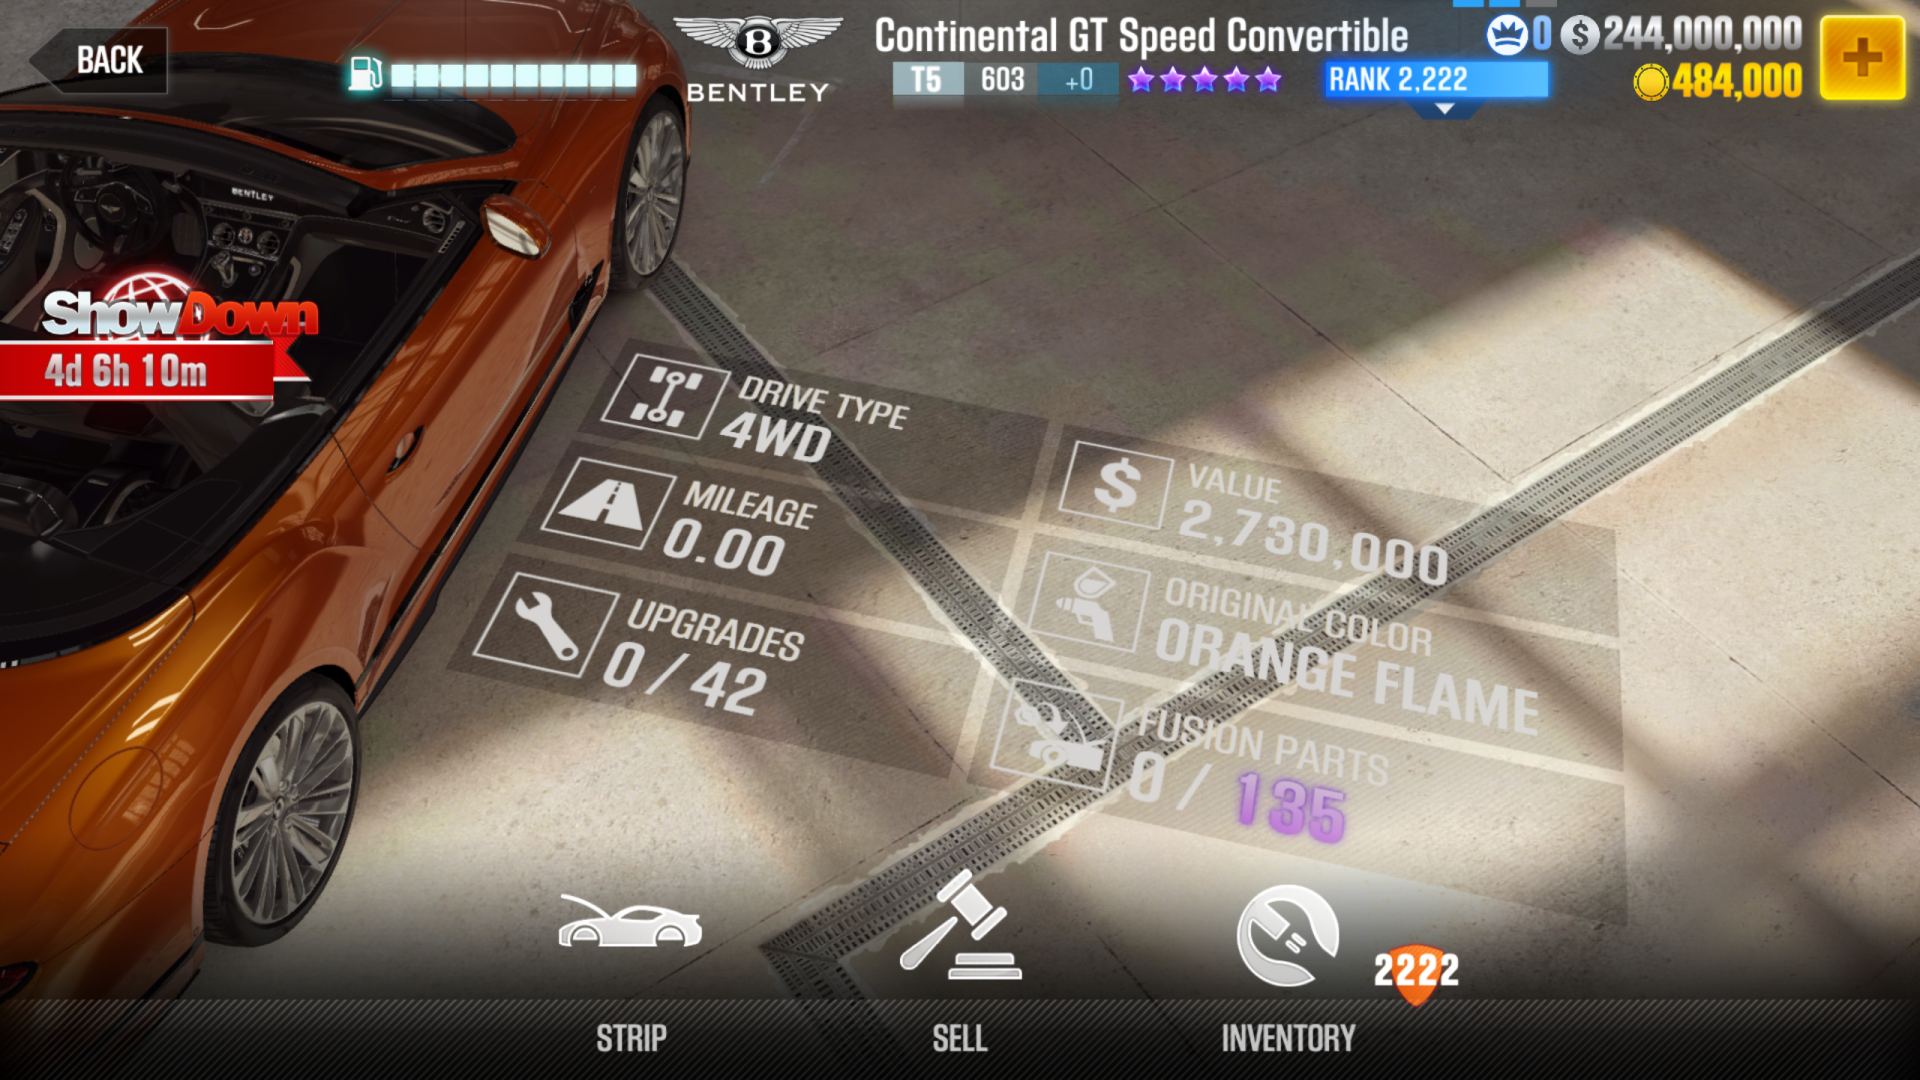 BACK
BENTLEY
Continental GT Speed Convertible
T5 603 +0
RANK 2,222
0 $ 244,000,000
484,000
+
BENTLEY
ShowDown
4d 6h 10m
DRIVE TYPE
4WD
MILEAGE
0.00
UPGRADES
0 / 42
$ VALUE
2,730,000
ORIGINAL COLOR
ORANGE FLAME
FUSION PARTS
0 / 135
STRIP
SELL
INVENTORY
2222